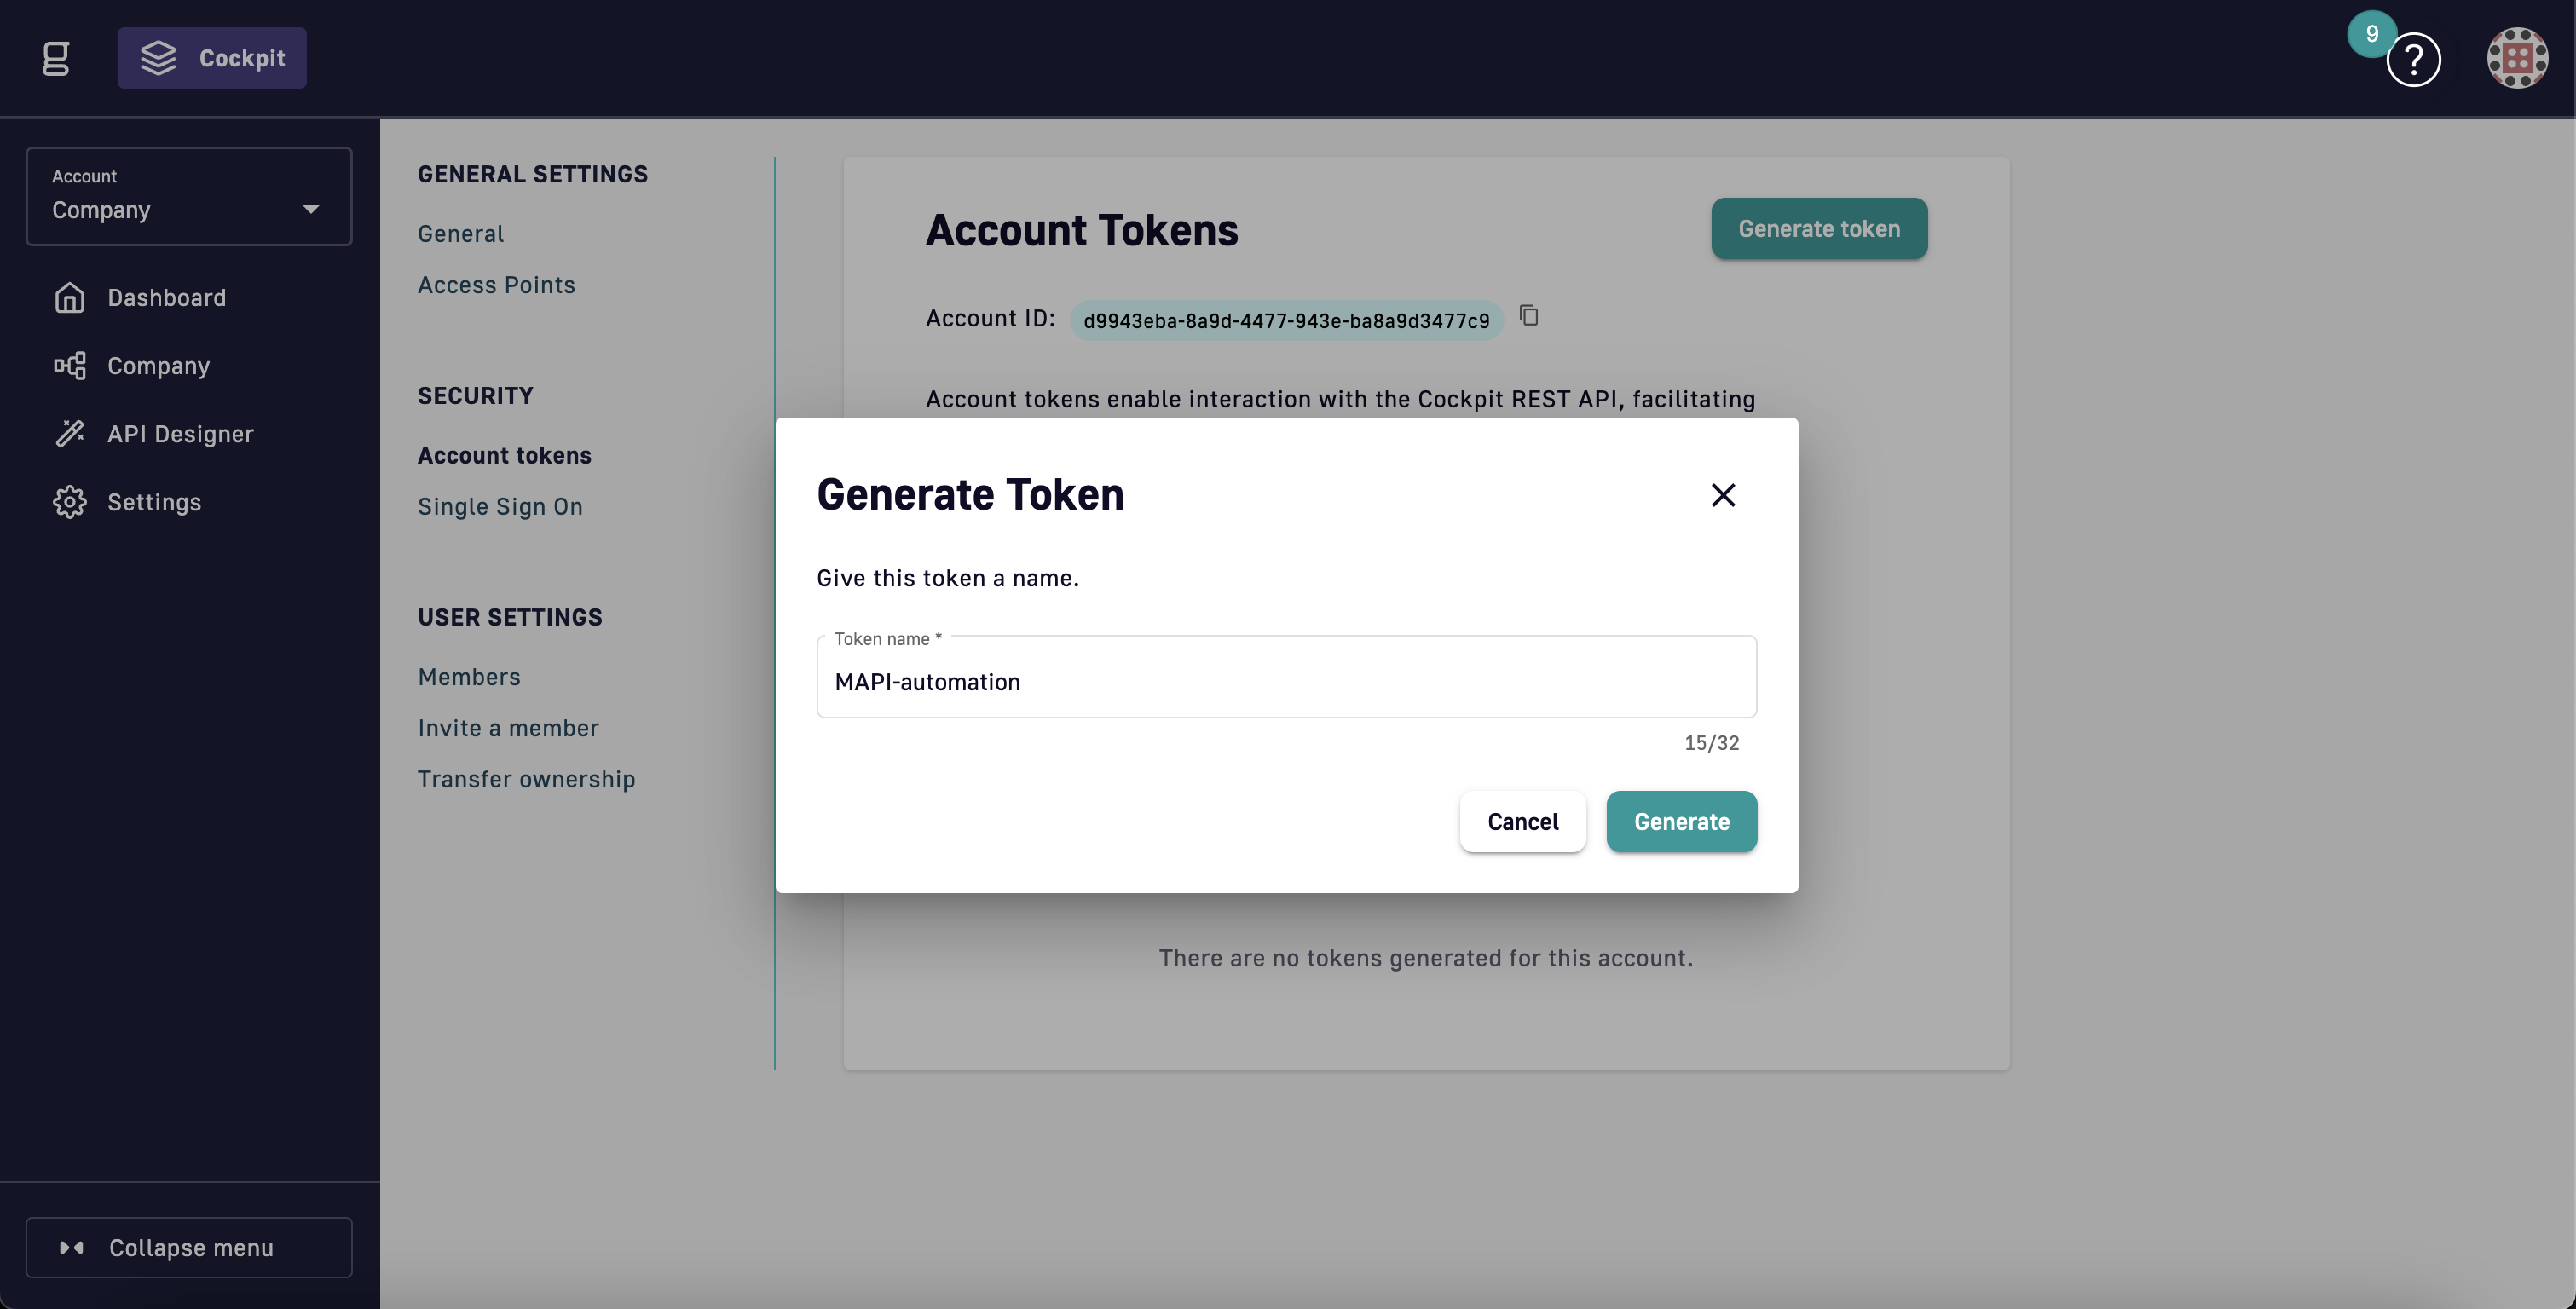 g
Cockpit
9
?
Account
Company
Dashboard
Company
API Designer
Settings
Collapse menu
GENERAL SETTINGS
General
Access Points
SECURITY
Account tokens
Single Sign On
USER SETTINGS
Members
Invite a member
Transfer ownership
Account Tokens
Generate token
Account ID: d9943eba-8a9d-4477-943e-ba8a9d3477c9
Account tokens enable interaction with the Cockpit REST API, facilitating
Generate Token
Give this token a name.
Token name *
MAPI-automation
15/32
Cancel
Generate
There are no tokens generated for this account.